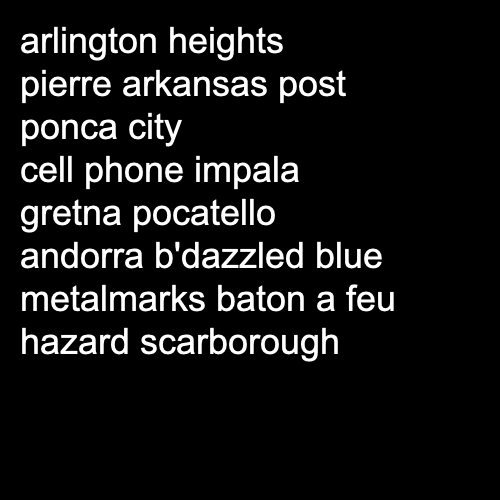 arlington heights
pierre arkansas post
ponca city
cell phone impala
gretna pocatello
andorra b'dazzled blue
metalmarks baton a feu
hazard scarborough